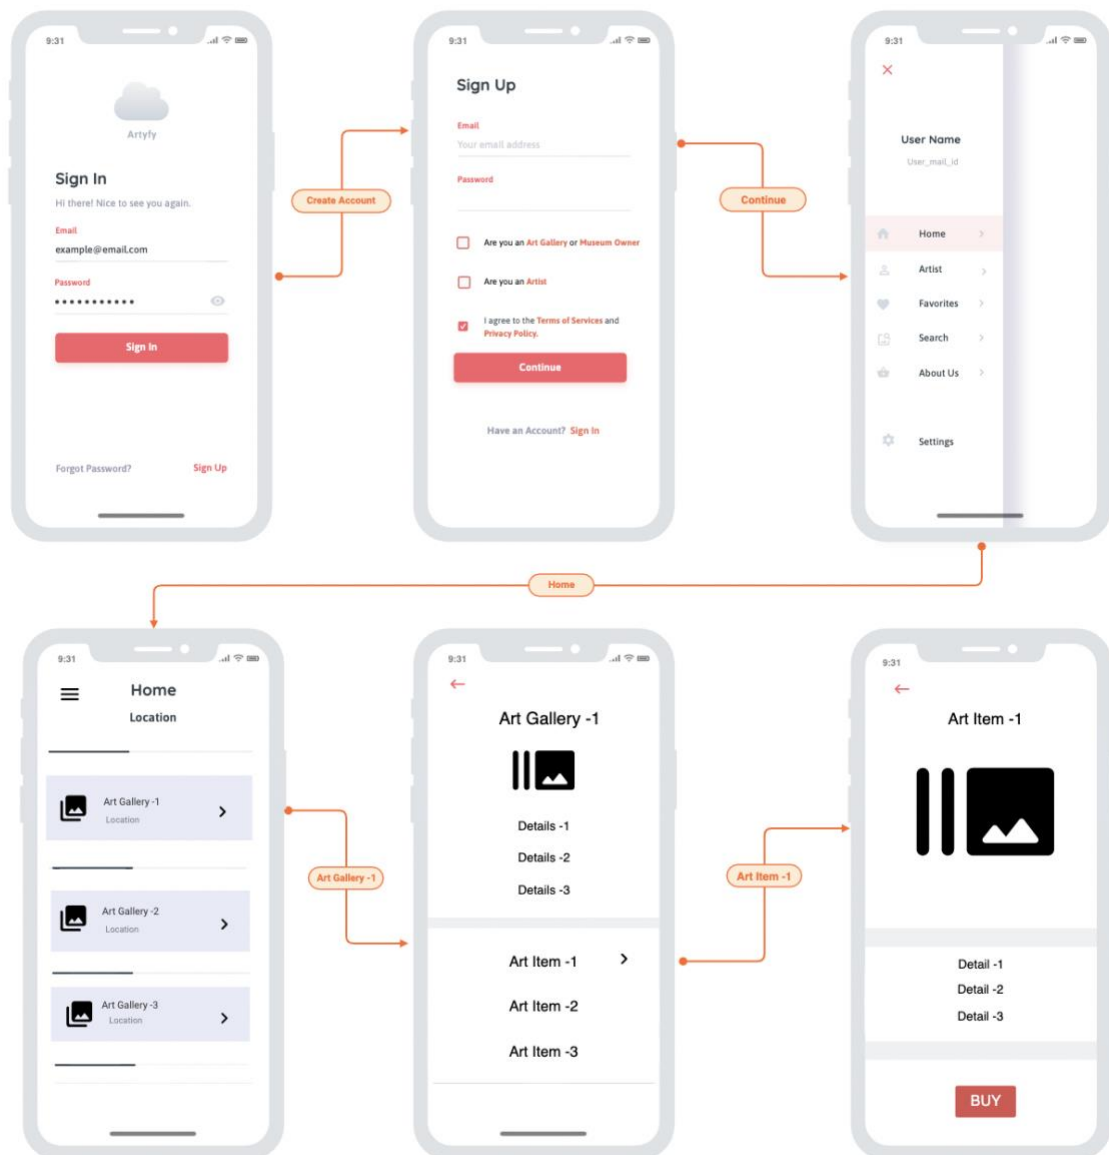 9:31
Artyfy
Sign In
Hi there! Nice to see you again.
Email
example@email.com
Password
Sign In
Forgot Password?
Sign Up
Create Account
9:31
Sign Up
Email
Your email address
Password
Are you an Art Gallery or Museum Owner
Are you an Artist
I agree to the Terms of Services and
Privacy Policy.
Continue
Have an Account? Sign In
Continue
9:31
User Name
User_mail_id
Home
Artist
Favorites
Search
About Us
Settings
Home
9:31
Home
Location
Art Gallery -1
Location
Art Gallery -2
Location
Art Gallery -3
Location
Art Gallery -1
9:31
Art Gallery -1
Details -1
Details -2
Details -3
Art Item -1
Art Item -2
Art Item -3
Art Item -1
9:31
Art Item -1
Detail -1
Detail -2
Detail -3
BUY